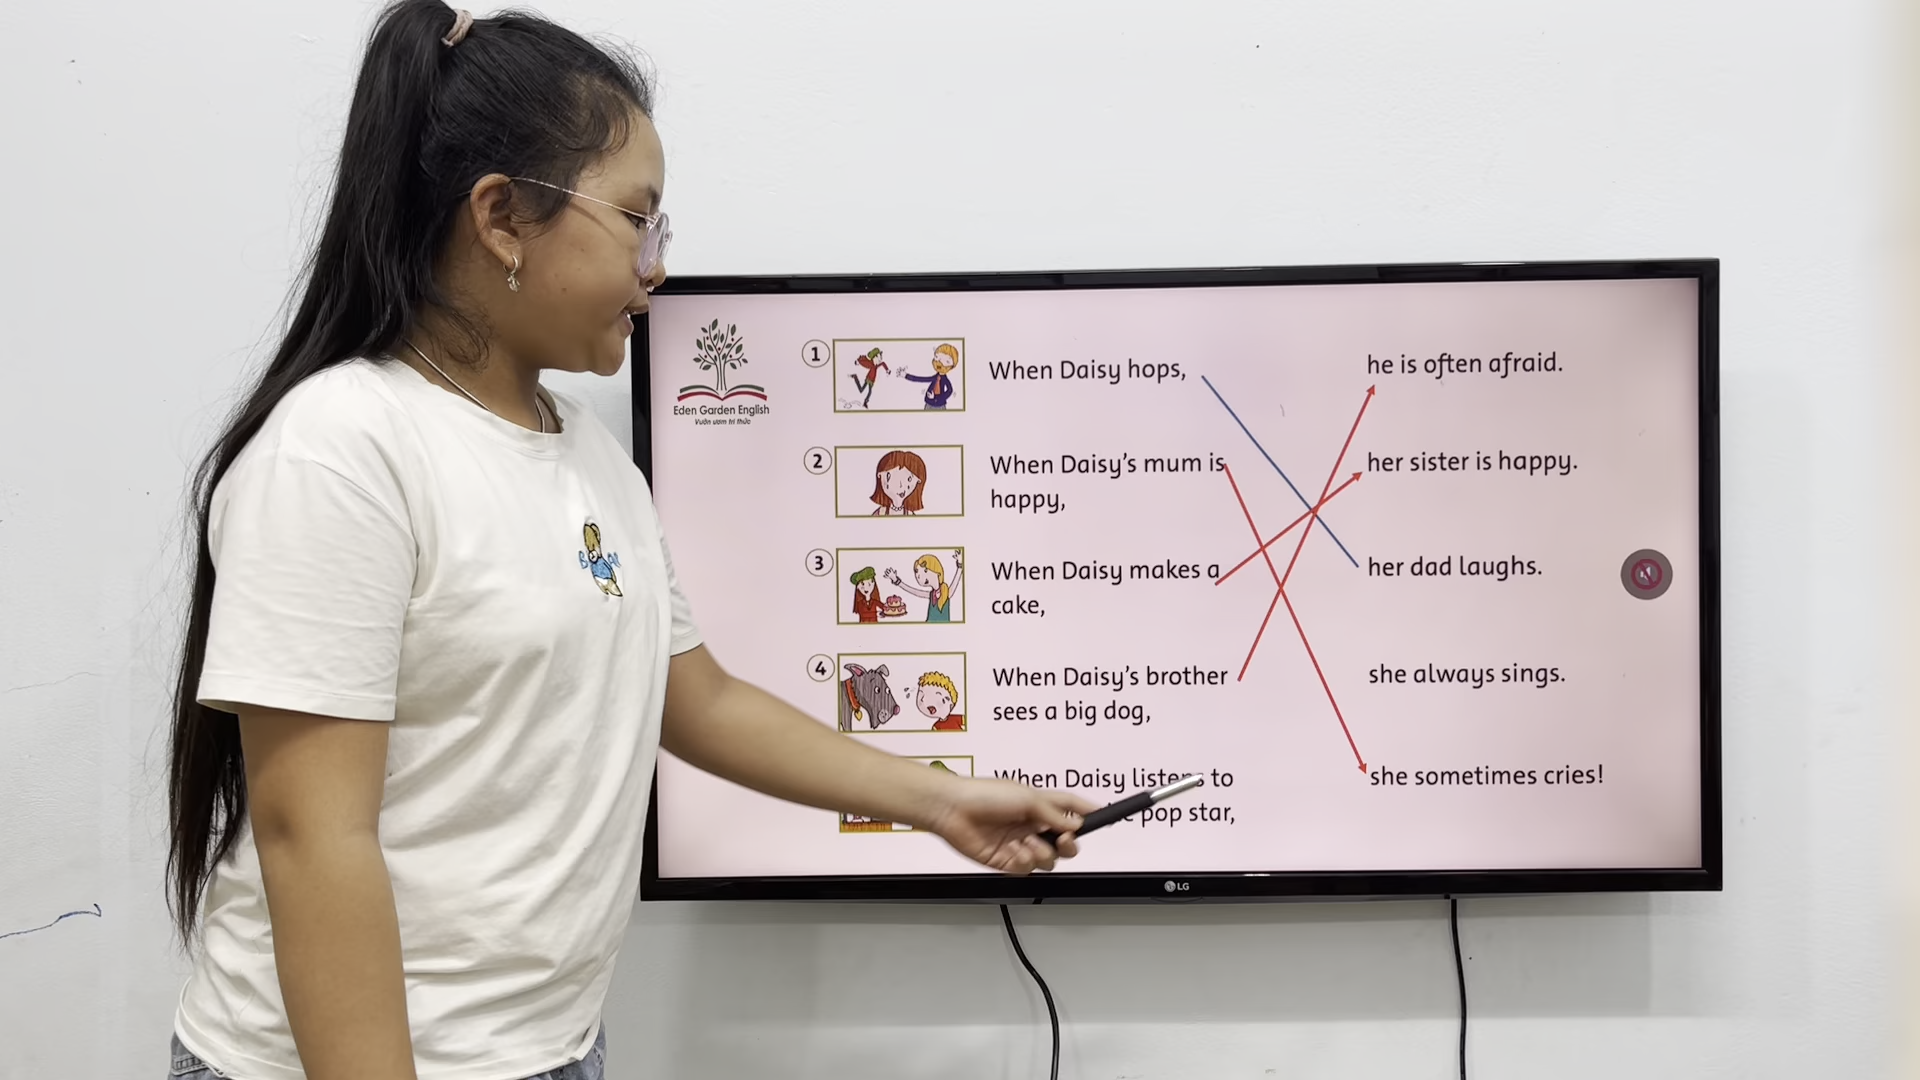 Eden Garden English
Vườn ươm tri thức
1
When Daisy hops,
he is often afraid.
2
When Daisy's mum is
happy,
her sister is happy.
3
When Daisy makes a
cake,
her dad laughs.
4
When Daisy's brother
sees a big dog,
she always sings.
When Daisy listens to
pop star,
she sometimes cries!
LG